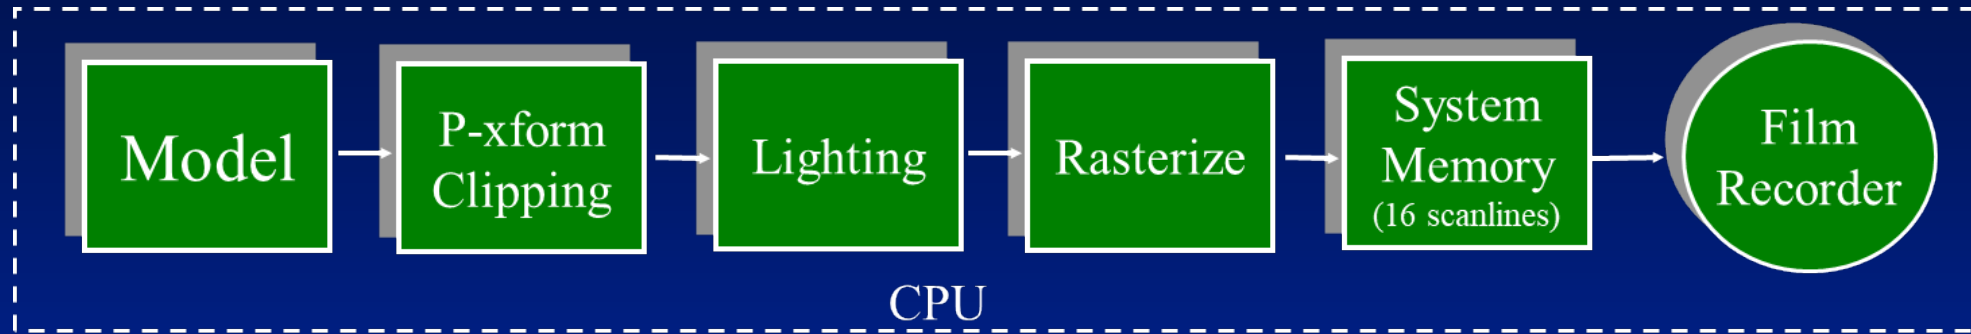 Model
P-xform
Clipping
Lighting
Rasterize
System
Memory
(16 scanlines)
Film
Recorder
CPU